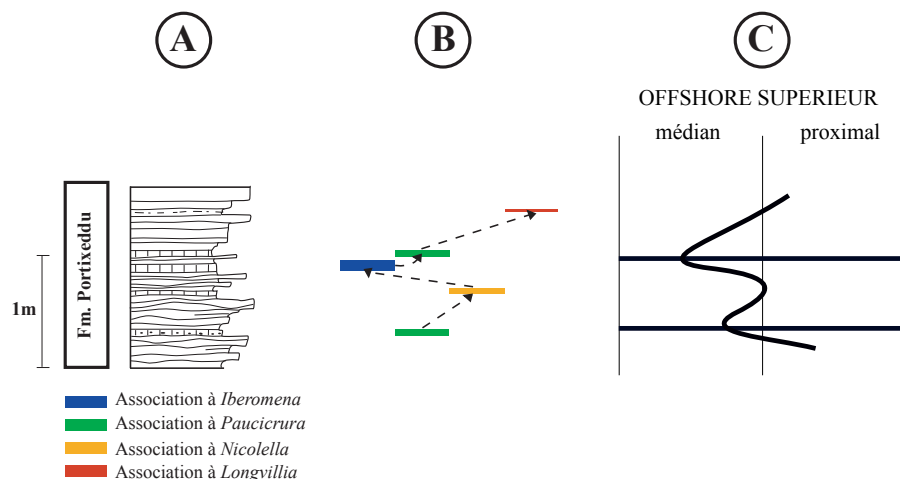 A
B
C
OFFSHORE SUPERIEUR
médian
proximal
Fm. Portixeddu
1m
Association à Iberomena
Association à Paucicrura
Association à Nicolella
Association à Longvillia